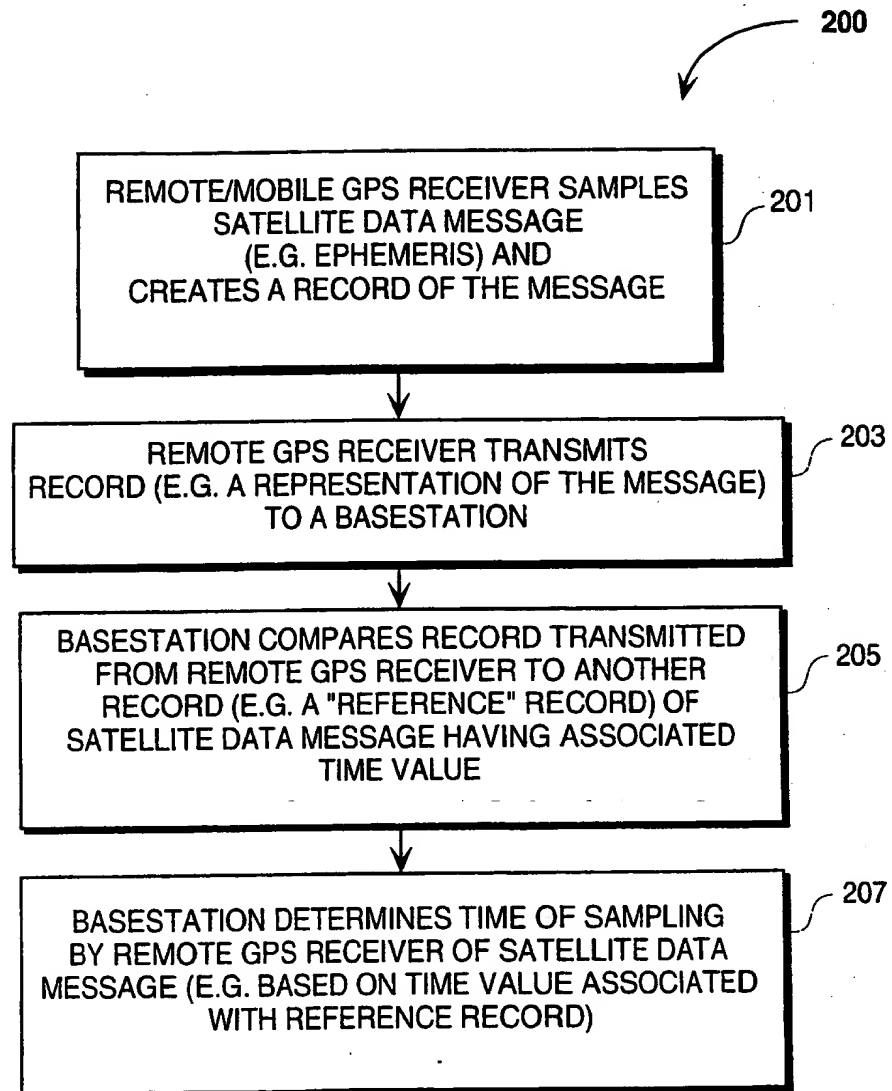 200
REMOTE/MOBILE GPS RECEIVER SAMPLES
SATELLITE DATA MESSAGE
(E.G. EPHEMERIS) AND
CREATES A RECORD OF THE MESSAGE
201
REMOTE GPS RECEIVER TRANSMITS
RECORD (E.G. A REPRESENTATION OF THE MESSAGE)
TO A BASESTATION
203
BASESTATION COMPARES RECORD TRANSMITTED
FROM REMOTE GPS RECEIVER TO ANOTHER
RECORD (E.G. A "REFERENCE" RECORD) OF
SATELLITE DATA MESSAGE HAVING ASSOCIATED
TIME VALUE
205
BASESTATION DETERMINES TIME OF SAMPLING
BY REMOTE GPS RECEIVER OF SATELLITE DATA
MESSAGE (E.G. BASED ON TIME VALUE ASSOCIATED
WITH REFERENCE RECORD)
207